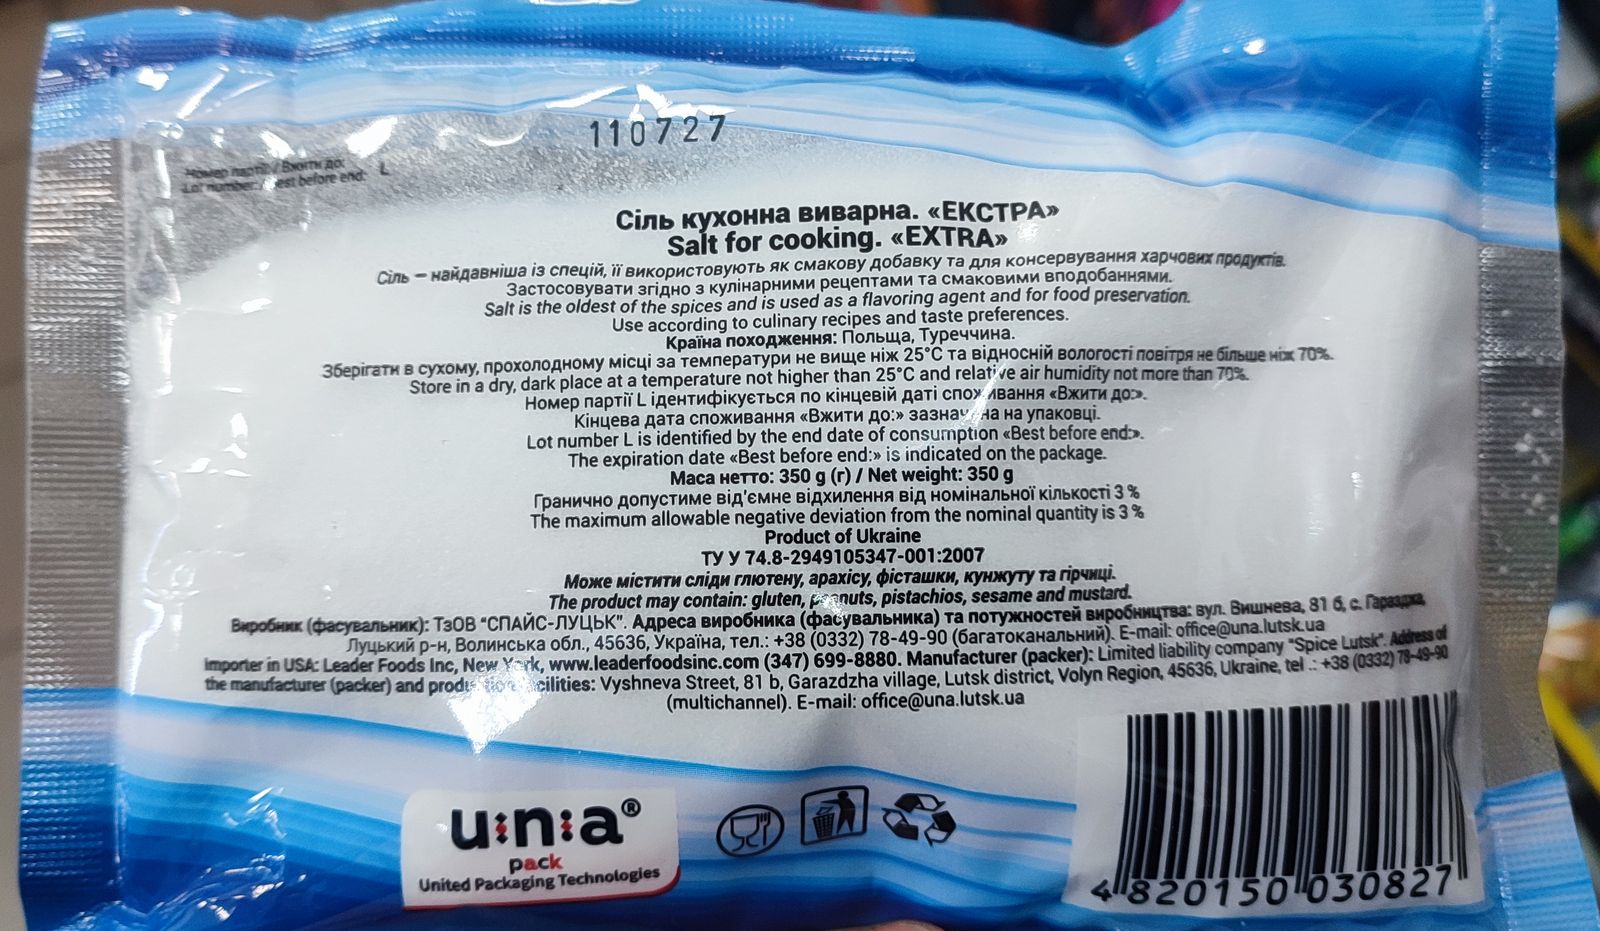 110727
Номер партії / Вжити до: L
Lot number: / Best before end:
Сіль кухонна виварна. «ЕКСТРА»
Salt for cooking. «EXTRA»
Сіль – найдавніша із спецій, її використовують як смакову добавку та для консервування харчових продуктів.
Застосовувати згідно з кулінарними рецептами та смаковими вподобаннями.
Salt is the oldest of the spices and is used as a flavoring agent and for food preservation.
Use according to culinary recipes and taste preferences.
Країна походження: Польща, Туреччина.
Зберігати в сухому, прохолодному місці за температури не вище ніж 25°C та відносній вологості повітря не більше ніж 70%.
Store in a dry, dark place at a temperature not higher than 25°C and relative air humidity not more than 70%.
Номер партії L ідентифікується по кінцевій даті споживання «Вжити до:».
Кінцева дата споживання «Вжити до:» зазначена на упаковці.
Lot number L is identified by the end date of consumption «Best before end:».
The expiration date «Best before end:» is indicated on the package.
Маса нетто: 350 g (г) / Net weight: 350 g
Гранично допустиме від'ємне відхилення від номінальної кількості 3 %
The maximum allowable negative deviation from the nominal quantity is 3 %
Product of Ukraine
ТУ У 74.8-2949105347-001:2007
Може містити сліди глютену, арахісу, фісташки, кунжуту та гірчиці.
The product may contain: gluten, peanuts, pistachios, sesame and mustard.
Виробник (фасувальник): ТзОВ "СПАЙС-ЛУЦЬК". Адреса виробника (фасувальника) та потужностей виробництва: вул. Вишнева, 81 б, с. Гаразджа,
Луцький р-н, Волинська обл., 45636, Україна, тел.: +38 (0332) 78-49-90 (багатоканальний). E-mail: office@una.lutsk.ua
Importer in USA: Leader Foods Inc, New York, www.leaderfoodsinc.com (347) 699-8880. Manufacturer (packer): Limited liability company "Spice Lutsk". Address of
the manufacturer (packer) and production facilities: Vyshneva Street, 81 b, Garazdzha village, Lutsk district, Volyn Region, 45636, Ukraine, tel .: +38 (0332) 78-49-90
(multichannel). E-mail: office@una.lutsk.ua
u:n:a®
pack
United Packaging Technologies
4 820150 030827